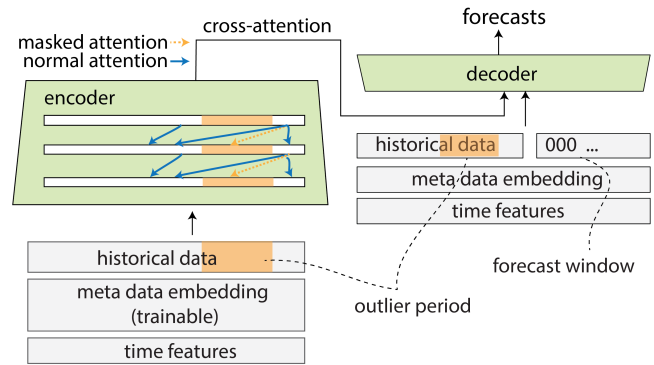 forecasts
cross-attention
masked attention
normal attention
decoder
encoder
historical data
000 ...
meta data embedding
time features
historical data
forecast window
meta data embedding
(trainable)
outlier period
time features